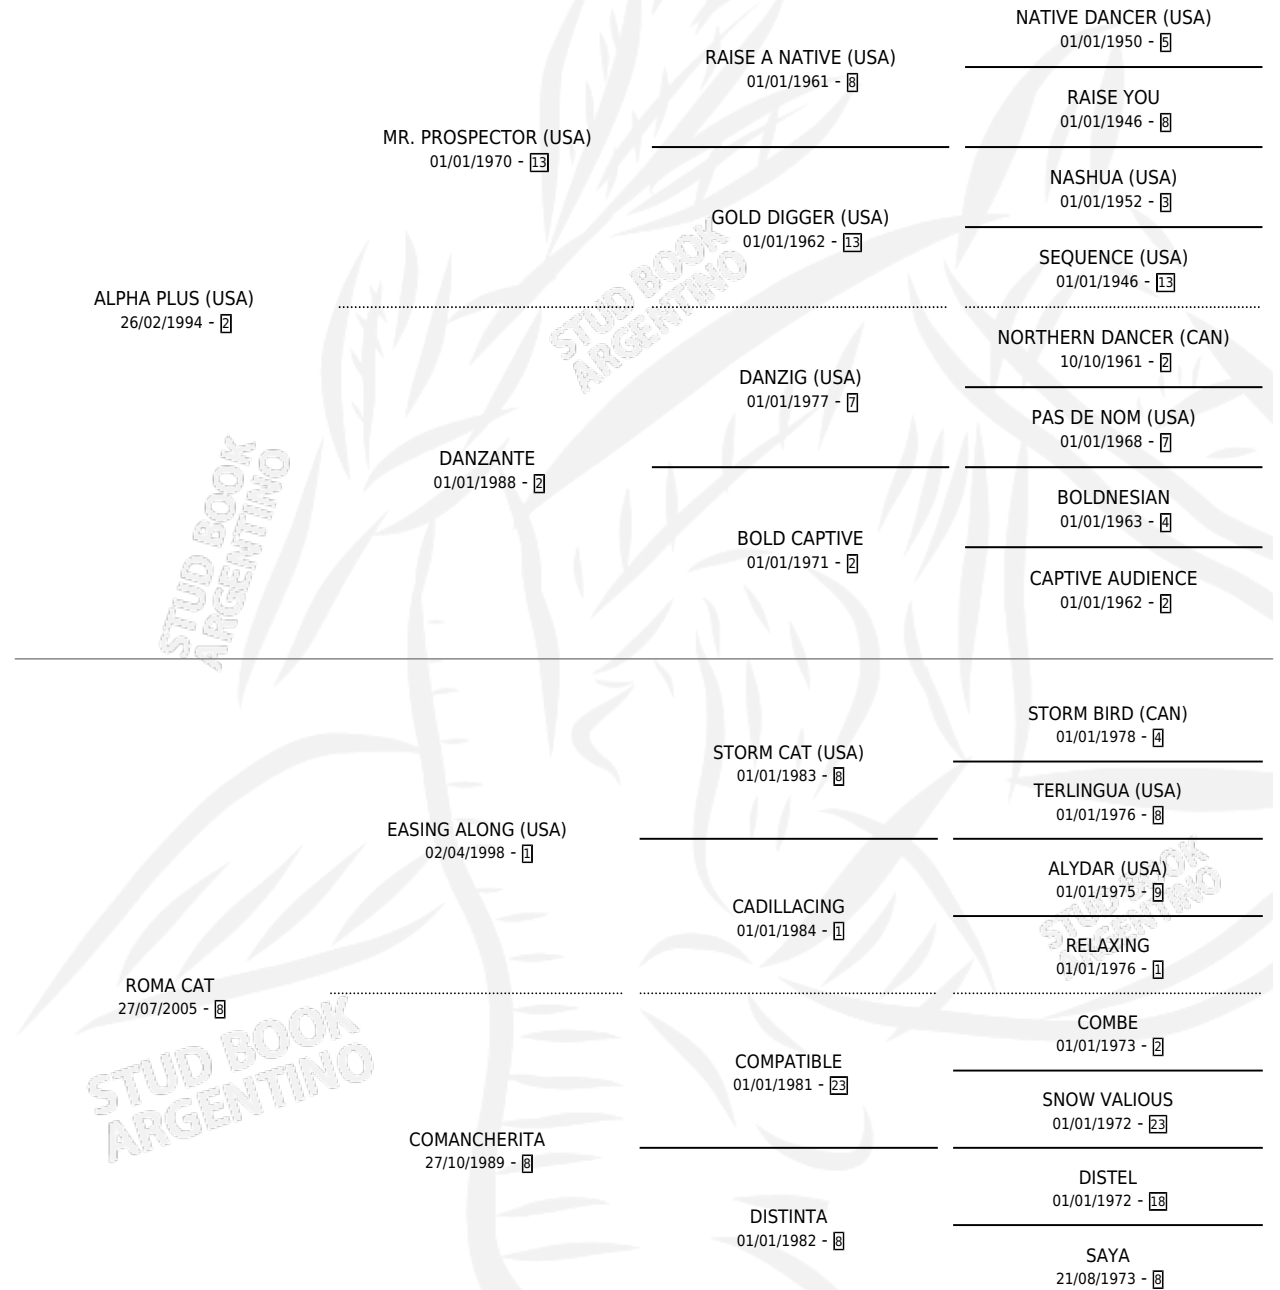 NATIVE DANCER (USA)
01/01/1950 - 5
RAISE A NATIVE (USA)
01/01/1961 - 8
RAISE YOU
01/01/1946 - 8
MR. PROSPECTOR (USA)
01/01/1970 - 13
NASHUA (USA)
01/01/1952 - 3
GOLD DIGGER (USA)
01/01/1962 - 13
SEQUENCE (USA)
01/01/1946 - 13
ALPHA PLUS (USA)
26/02/1994 - 2
NORTHERN DANCER (CAN)
10/10/1961 - 2
DANZIG (USA)
01/01/1977 - 7
PAS DE NOM (USA)
01/01/1968 - 7
DANZANTE
01/01/1988 - 2
BOLDNESIAN
01/01/1963 - 4
BOLD CAPTIVE
01/01/1971 - 2
CAPTIVE AUDIENCE
01/01/1962 - 2
STORM BIRD (CAN)
01/01/1978 - 4
STORM CAT (USA)
01/01/1983 - 8
TERLINGUA (USA)
01/01/1976 - 8
EASING ALONG (USA)
02/04/1998 - 1
ALYDAR (USA)
01/01/1975 - 9
CADILLACING
01/01/1984 - 1
RELAXING
01/01/1976 - 1
ROMA CAT
27/07/2005 - 8
COMBE
01/01/1973 - 2
COMPATIBLE
01/01/1981 - 23
SNOW VALIOUS
01/01/1972 - 23
COMANCHERITA
27/10/1989 - 8
DISTEL
01/01/1972 - 18
DISTINTA
01/01/1982 - 8
SAYA
21/08/1973 - 8
STUD BOOK
ARGENTINO
STUD BOOK
ARGENTINO
STUD BOOK
ARGENTINO
STUD BOOK
ARGENTINO